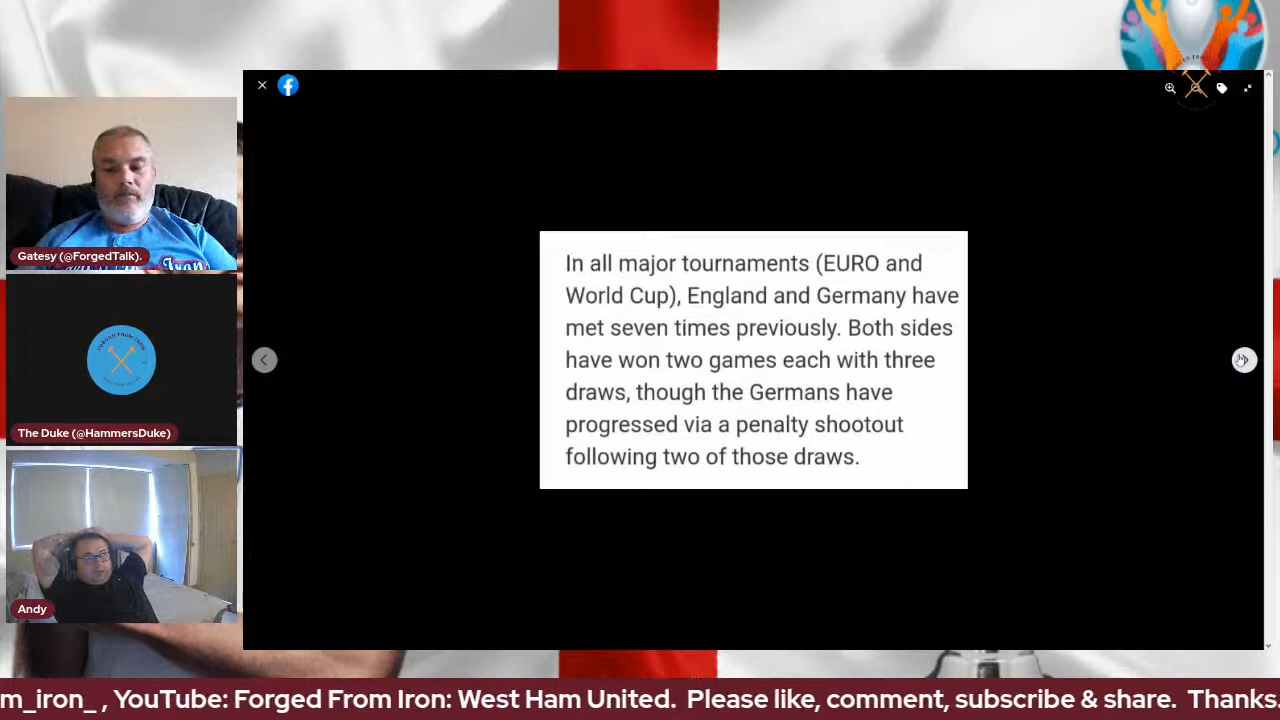 Gatesy (@ForgedTalk).
The Duke (@HammersDuke)
Andy
In all major tournaments (EURO and
World Cup), England and Germany have
met seven times previously. Both sides
have won two games each with three
draws, though the Germans have
progressed via a penalty shootout
following two of those draws.
m_iron_ , YouTube: Forged From Iron: West Ham United. Please like, comment, subscribe & share. Thanks.